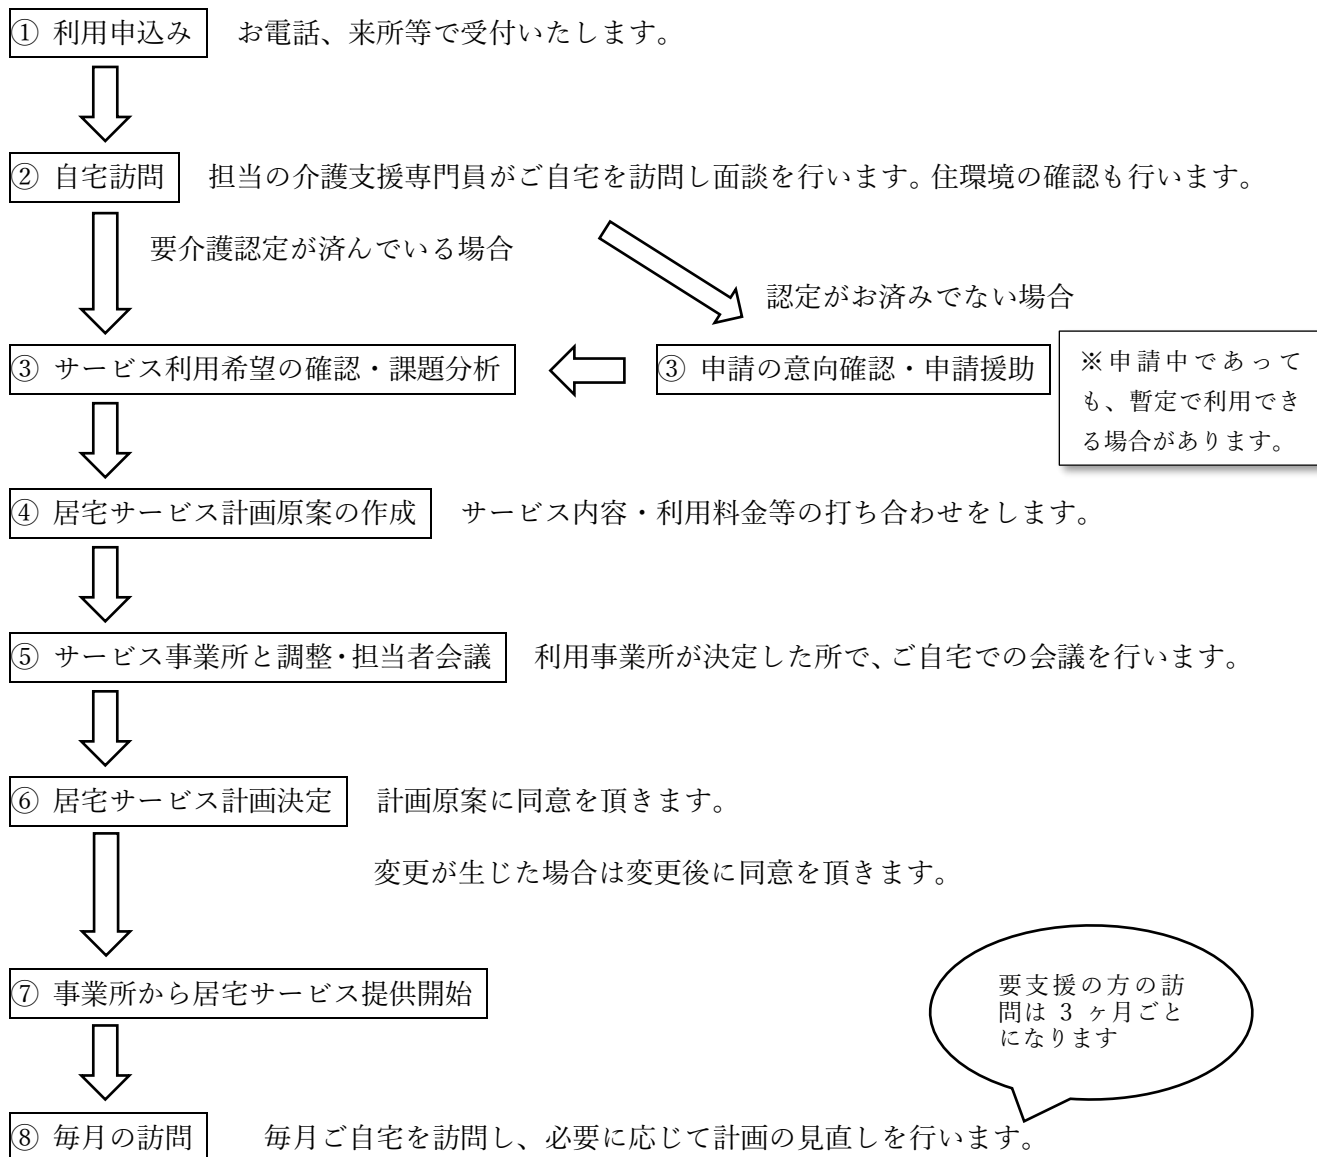 ① 利用申込み お電話、来所等で受付いたします。
② 自宅訪問 担当の介護支援専門員がご自宅を訪問し面談を行います。住環境の確認も行います。
要介護認定が済んでいる場合
認定がお済みでない場合
③ サービス利用希望の確認・課題分析
③ 申請の意向確認・申請援助
※申請中であって
も、暫定で利用でき
る場合があります。
④ 居宅サービス計画原案の作成 サービス内容・利用料金等の打ち合わせをします。
⑤ サービス事業所と調整・担当者会議 利用事業所が決定した所で、ご自宅での会議を行います。
⑥ 居宅サービス計画決定 計画原案に同意を頂きます。
変更が生じた場合は変更後に同意を頂きます。
⑦ 事業所から居宅サービス提供開始
要支援の方の訪
問は 3 ヶ月ごと
になります
⑧ 毎月の訪問 毎月ご自宅を訪問し、必要に応じて計画の見直しを行います。